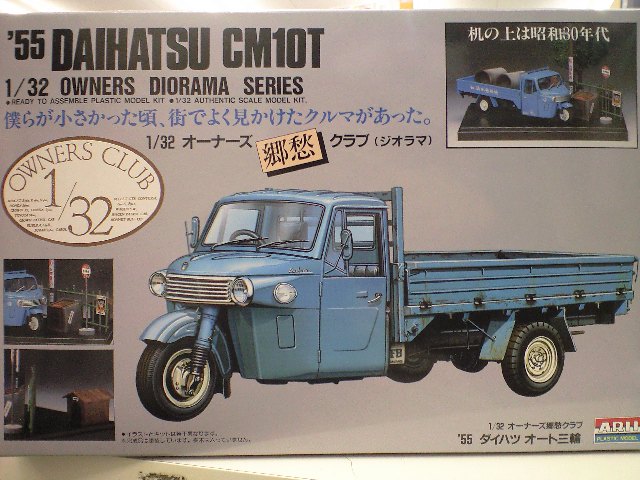 '55 DAIHATSU CM10T
1/32 OWNERS DIORAMA SERIES
●READY TO ASSEMBLE PLASTIC MODEL KIT ●1/32 AUTHENTIC SCALE MODEL KIT.
僕らが小さかった頃、街でよく見かけたクルマがあった。
1/32 オーナーズ 郷愁 クラブ(ジオラマ)
机の上は昭和30年代
OWNERS CLUB
1/32
1/32 オーナーズ郷愁クラブ
'55 ダイハツ オート三輪
PLASTIC MODEL